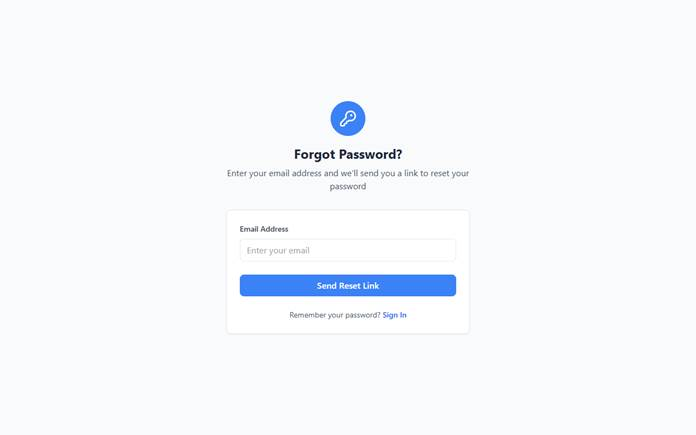 Forgot Password?
Enter your email address and we'll send you a link to reset your
password
Email Address
Enter your email
Send Reset Link
Remember your password? Sign In